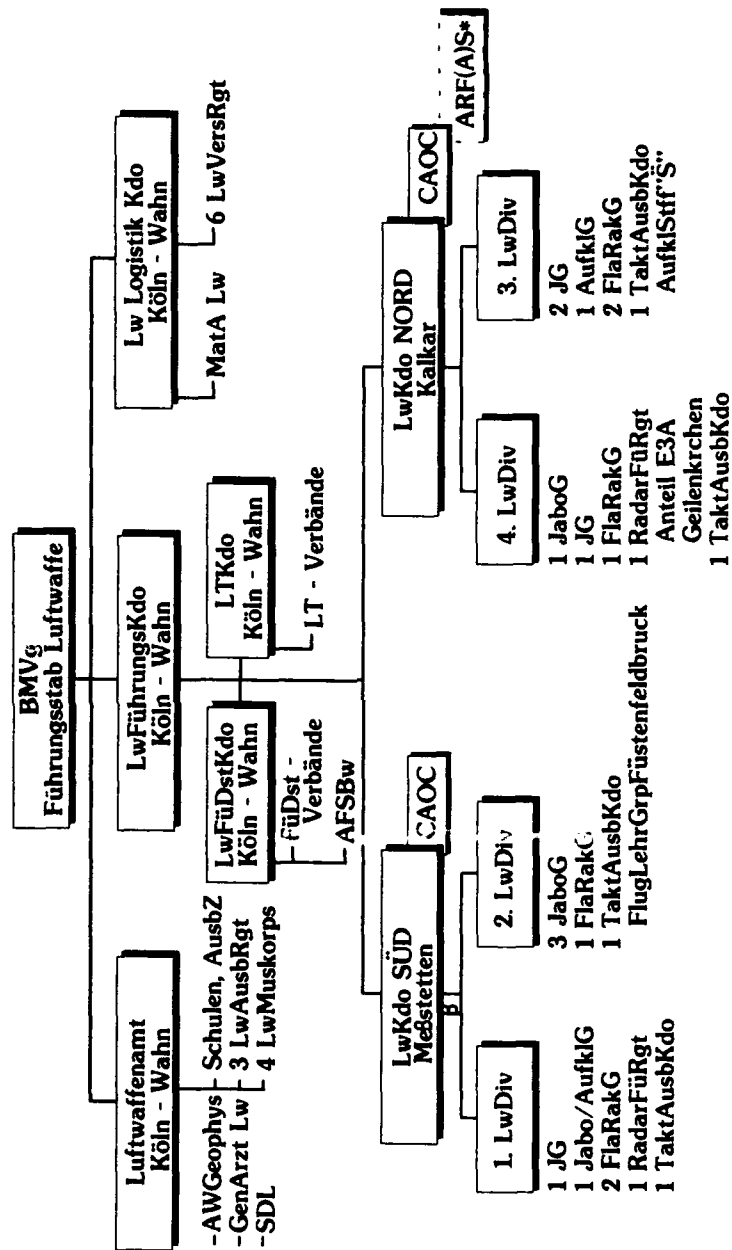 BMVg
Führungsstab Luftwaffe
Luftwaffenamt
Köln - Wahn
-AWGeophys
-GenArzt Lw
-SDL
Schulen, AusbZ
3 LwAusbRgt
4 LwMuskorps
LwFührungsKdo
Köln - Wahn
Lw Logistik Kdo
Köln - Wahn
MatA Lw
6 LwVersRgt
LwFüDstKdo
Köln - Wahn
FüDst -
Verbände
AFSBw
LTKdo
Köln - Wahn
LT - Verbände
LwKdo SÜD
Meßstetten
CAOC
1. LwDiv
1 JG
1 Jabo/AufklG
2 FlaRakG
1 RadarFüRgt
1 TaktAusbKdo
2. LwDiv
3 JaboG
1 FlaRakG
1 TaktAusbKdo
FlugLehrGrpFüstenfeldbruck
LwKdo NORD
Kalkar
CAOC
ARF(A)S*
4. LwDiv
1 JaboG
1 JG
1 FlaRakG
1 RadarFüRgt
Anteil E3A
Geilenkrchen
1 TaktAusbKdo
3. LwDiv
2 JG
1 AufklG
2 FlaRakG
1 TaktAusbKdo
AufklStff"S"